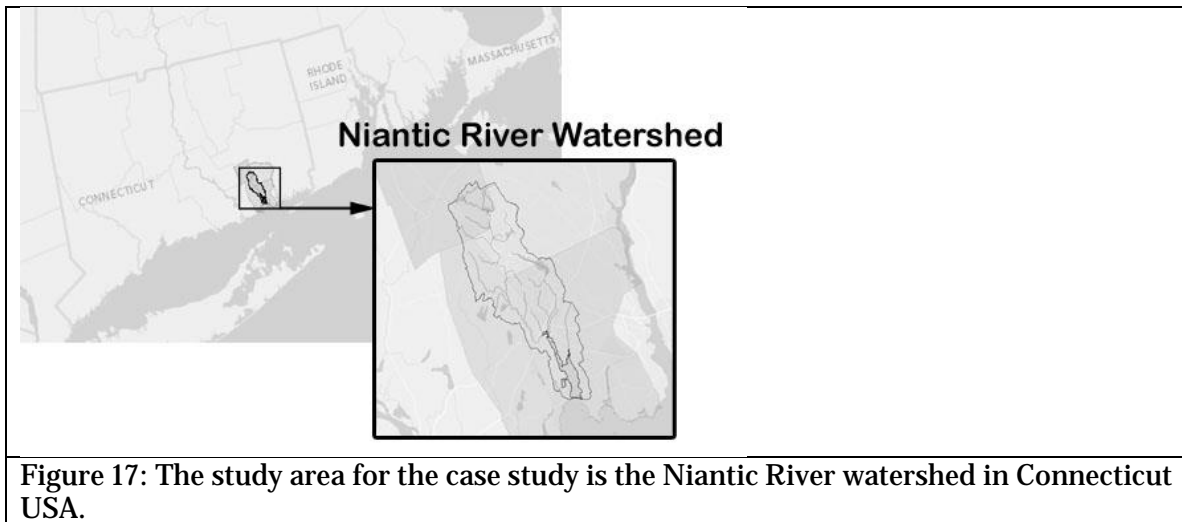 MASSACHUSETTS
RHODE
ISLAND
CONNECTICUT
Niantic River Watershed
Figure 17: The study area for the case study is the Niantic River watershed in Connecticut
USA.